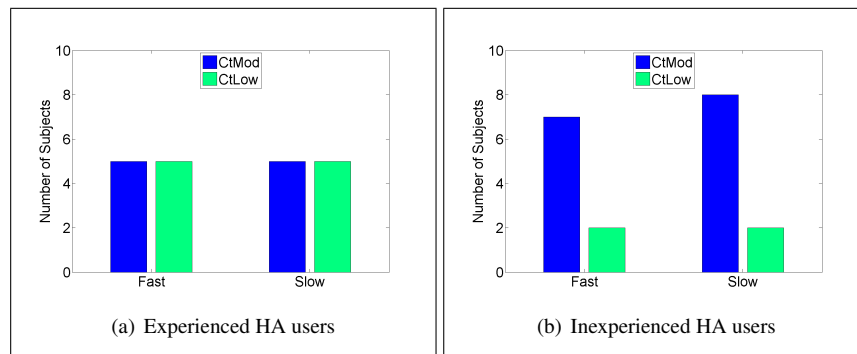 10
8
6
4
2
0
Number of Subjects
CtMod
CtLow
Fast
Slow
(a) Experienced HA users
10
8
6
4
2
0
Number of Subjects
CtMod
CtLow
Fast
Slow
(b) Inexperienced HA users